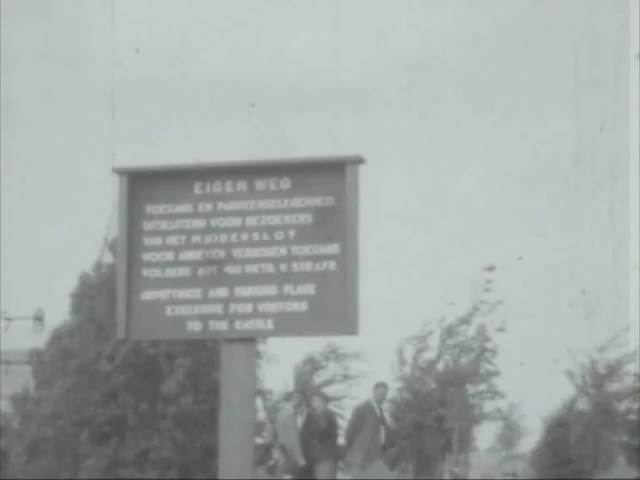 EIGEN WEG
TOEGANG EN PARKEERGELEGENHEID
UITSLUITEND VOOR BEZOEKERS
VAN HET MUIDERSLOT
VOOR ANDEREN VERBODEN TOEGANG
VOLGENS ART. 461 WETB. V. STRAFR.
ADMITTANCE AND PARKING PLACE
EXCLUSIVE FOR VISITORS
TO THE CASTLE